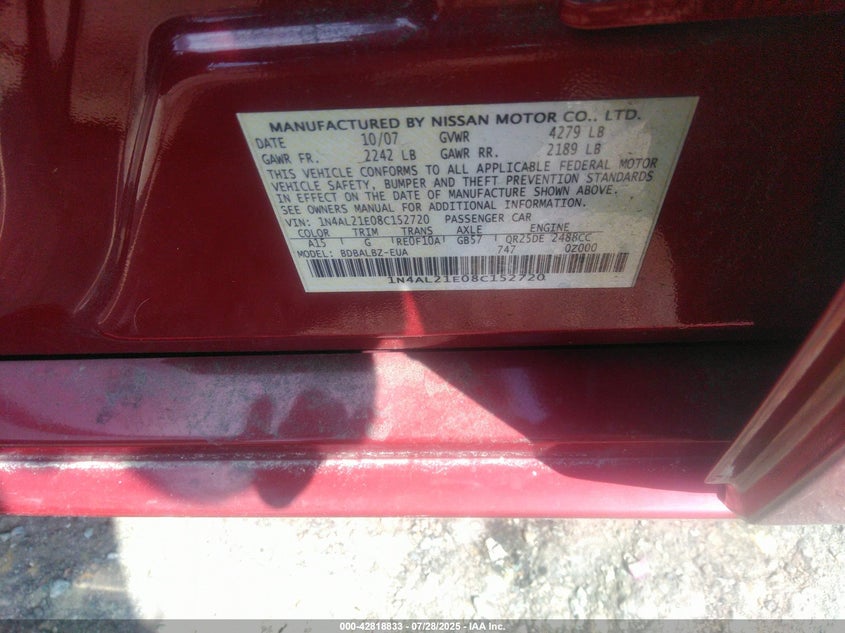 MANUFACTURED BY NISSAN MOTOR CO., LTD.
DATE 10/07 GVWR 4279 LB
GAWR FR. 2242 LB GAWR RR. 2189 LB
THIS VEHICLE CONFORMS TO ALL APPLICABLE FEDERAL MOTOR
VEHICLE SAFETY, BUMPER AND THEFT PREVENTION STANDARDS
IN EFFECT ON THE DATE OF MANUFACTURE SHOWN ABOVE.
SEE OWNERS MANUAL FOR ADDITIONAL INFORMATION.
VIN: 1N4AL21E08C152720 PASSENGER CAR
COLOR TRIM TRANS AXLE ENGINE
A15 G RE0F10A GB57 QR25DE 2488CC
MODEL: BDBALBZ-EUA 747 0Z000
1N4AL21E08C152720
000-42818833 - 07/28/2025 - IAA Inc.